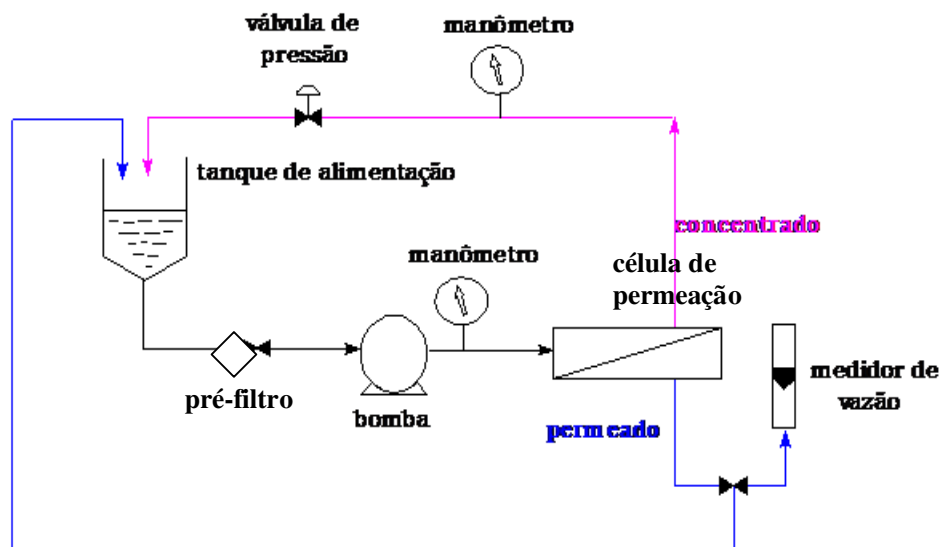 válvula de
pressão
manômetro
tanque de alimentação
concentrado
manômetro
célula de
permeação
pré-filtro
bomba
permeado
medidor de
vazão